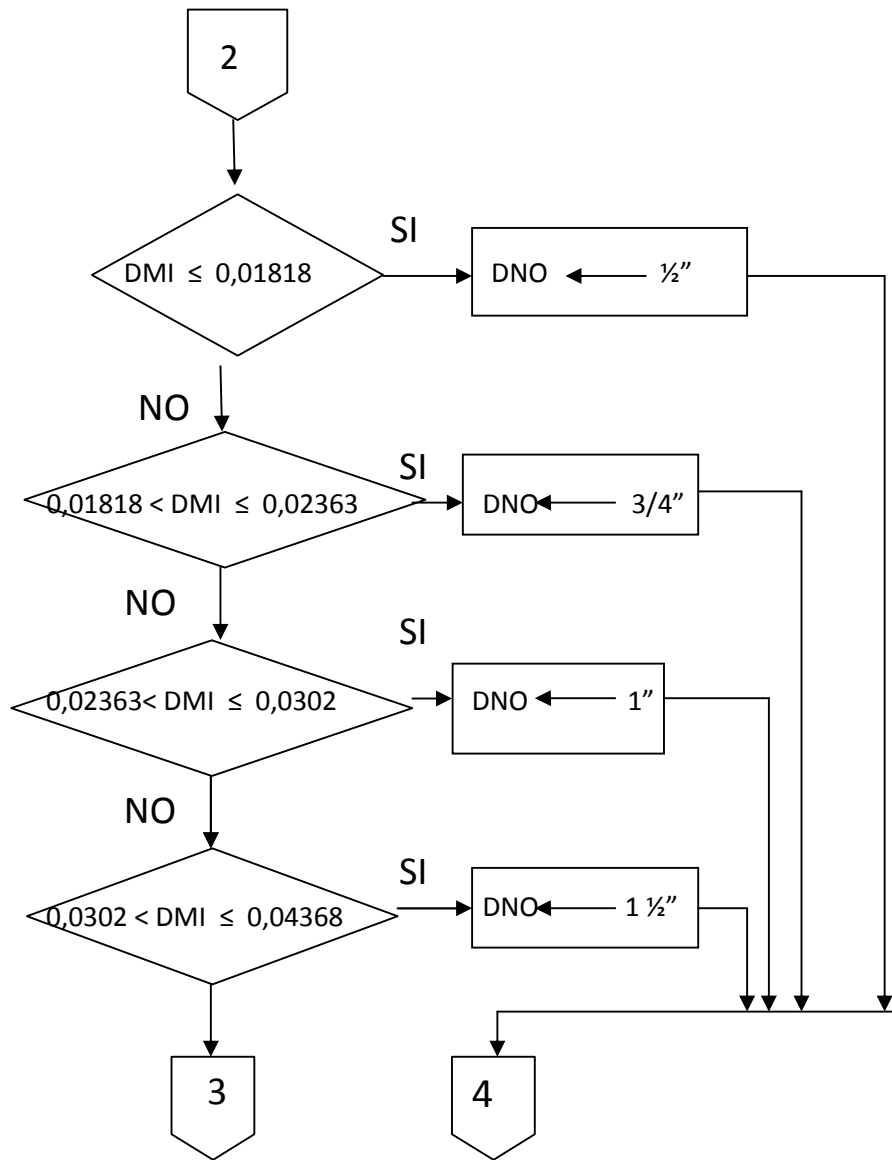 2
SI
DMI ≤ 0,01818
DNO ½”
NO
SI
0,01818 < DMI ≤ 0,02363
DNO 3/4”
NO
SI
0,02363< DMI ≤ 0,0302
DNO 1”
NO
SI
0,0302 < DMI ≤ 0,04368
DNO 1 ½”
3
4